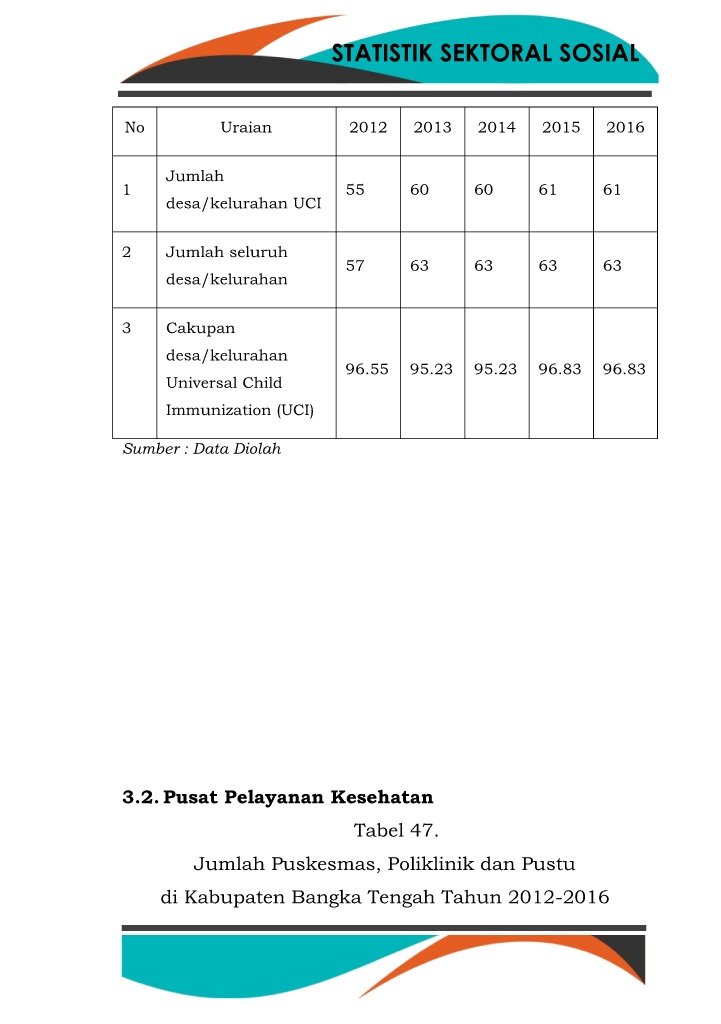 STATISTIK SEKTORAL SOSIAL
No Uraian 2012 2013 2014 2015 2016
1 Jumlah
desa/kelurahan UCI 55 60 60 61 61
2 Jumlah seluruh
desa/kelurahan 57 63 63 63 63
3 Cakupan
desa/kelurahan
Universal Child
Immunization (UCI) 96.55 95.23 95.23 96.83 96.83
Sumber : Data Diolah
3.2. Pusat Pelayanan Kesehatan
Tabel 47.
Jumlah Puskesmas, Poliklinik dan Pustu
di Kabupaten Bangka Tengah Tahun 2012-2016